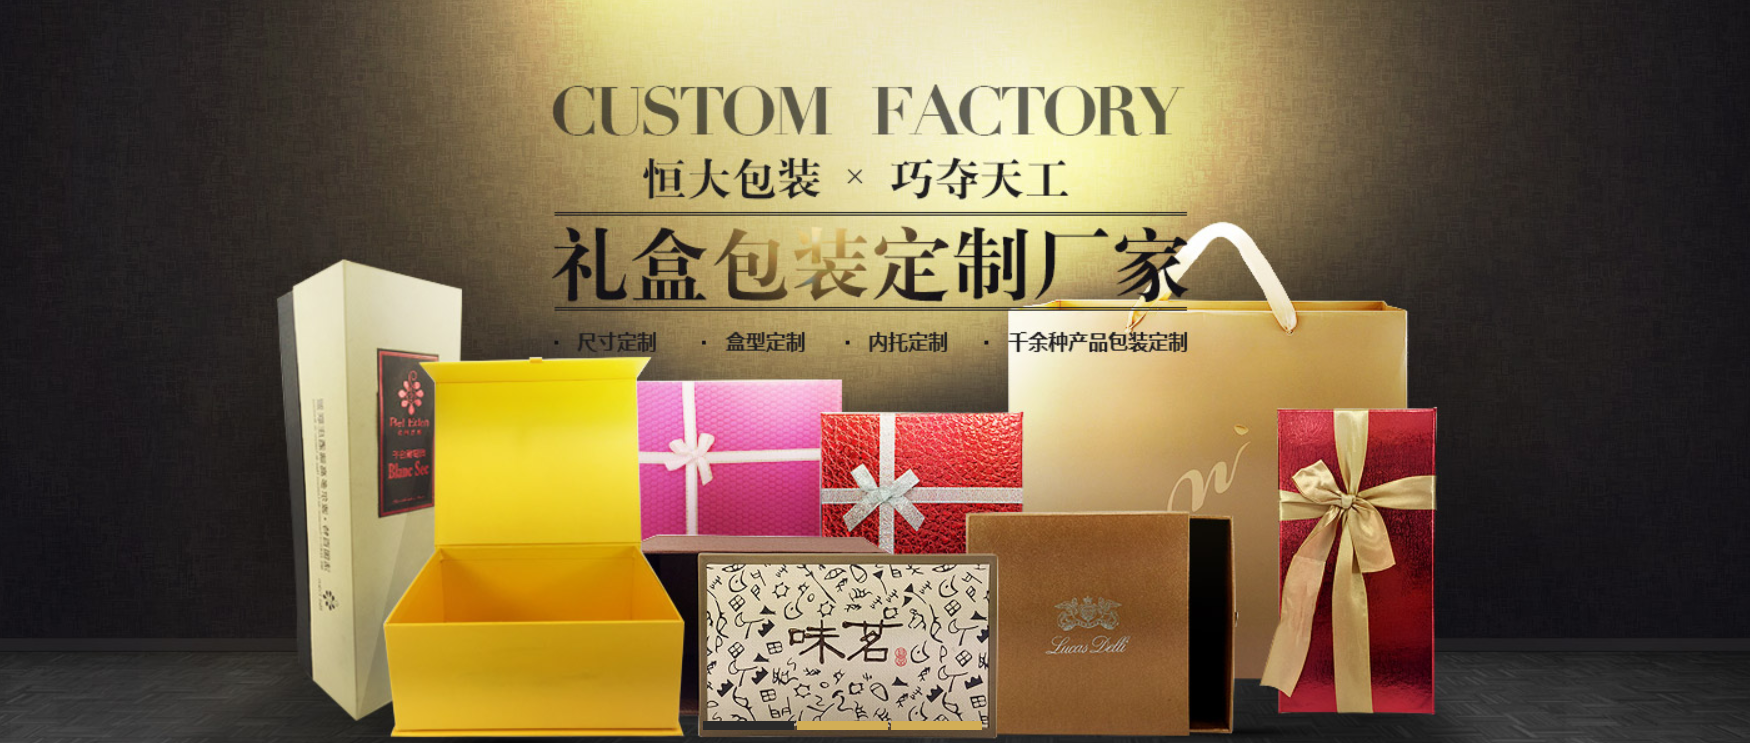 CUSTOM FACTORY
恒大包装 × 巧夺天工
礼盒包装定制厂家
· 尺寸定制 · 盒型定制 · 内托定制 · 千余种产品包装定制
Blanc Sec
味茗
Lucas Delli